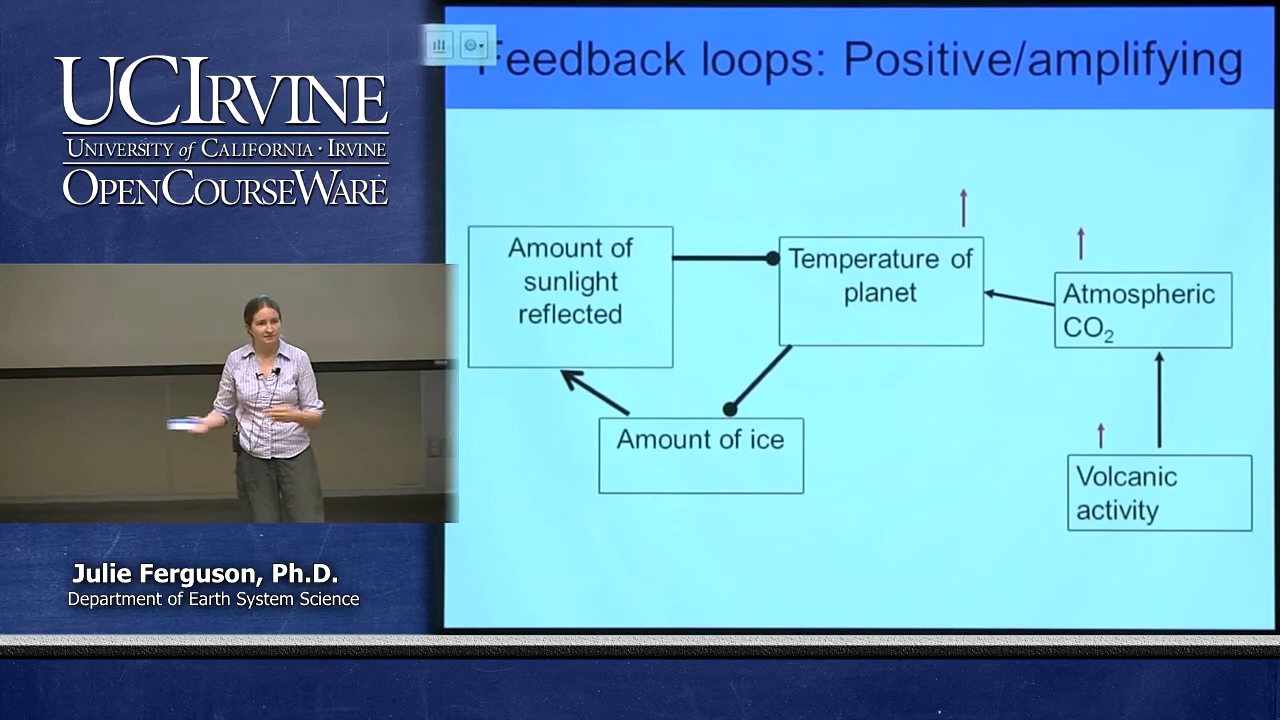 UCIRVINE
UNIVERSITY of CALIFORNIA · IRVINE
OPENCOURSEWARE
Feedback loops: Positive/amplifying
Amount of
sunlight
reflected
Temperature of
planet
Atmospheric
CO₂
Amount of ice
Volcanic
activity
Julie Ferguson, Ph.D.
Department of Earth System Science